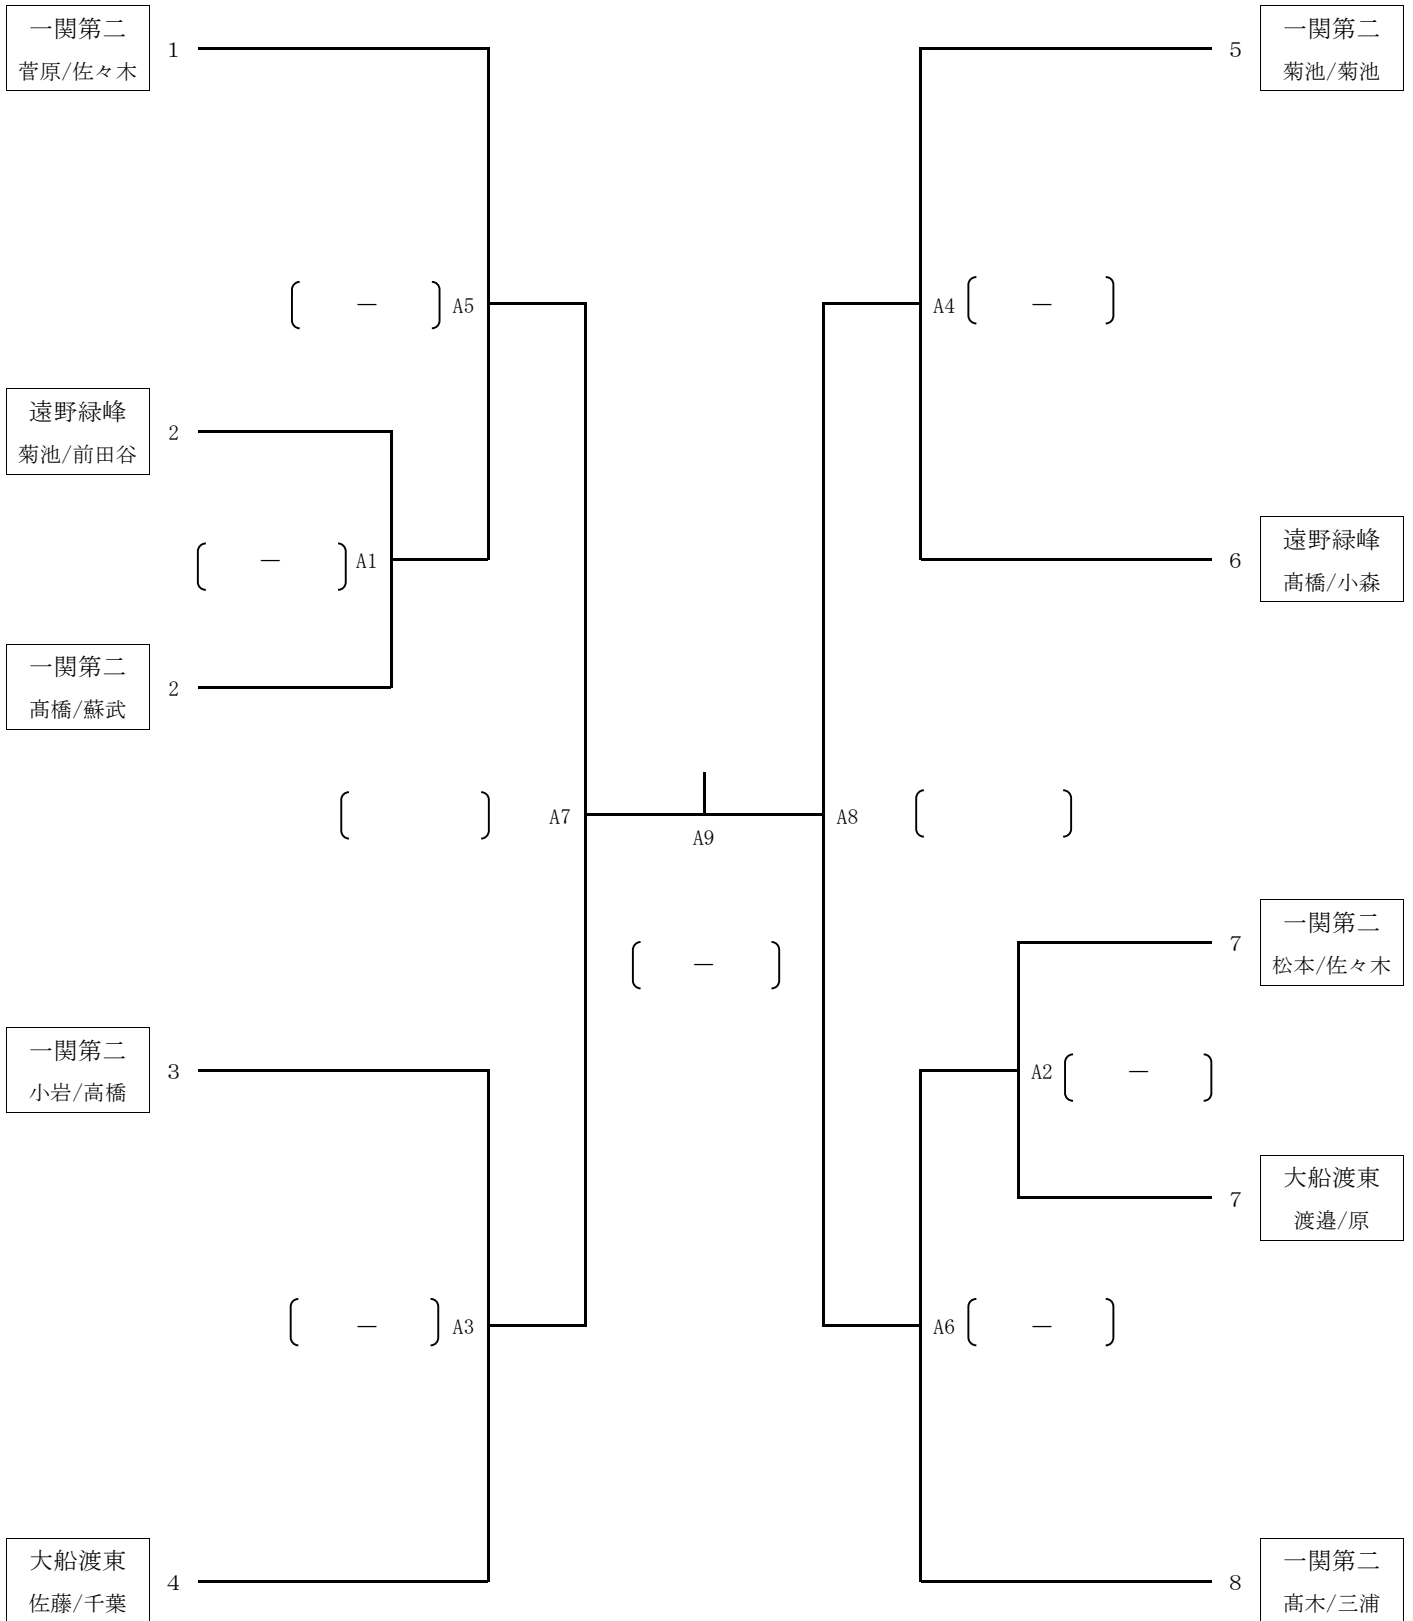 一関第二
菅原/佐々木
1
5
一関第二
菊池/菊池
－
A5
A4
－
遠野緑峰
菊池/前田谷
2
－
A1
6
遠野緑峰
髙橋/小森
一関第二
髙橋/蘇武
2
A7
A9
A8
－
7
一関第二
松本/佐々木
一関第二
小岩/高橋
3
A2
－
7
大船渡東
渡邉/原
－
A3
A6
－
大船渡東
佐藤/千葉
4
8
一関第二
髙木/三浦